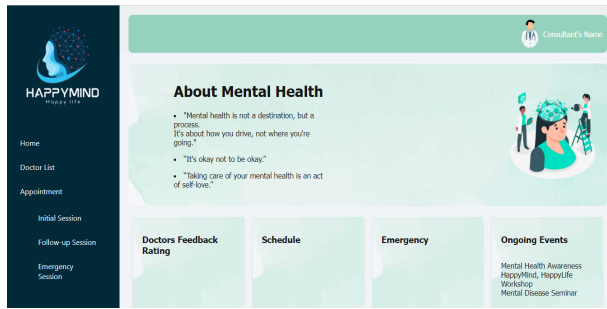 HAPPYMIND
Happy life
Home
Doctor List
Appointment
Initial Session
Follow-up Session
Emergency
Session
Consultant's Name
About Mental Health
• "Mental health is not a destination, but a
process.
It's about how you drive, not where you're
going."
• "It's okay not to be okay."
• "Taking care of your mental health is an act
of self-love."
Doctors Feedback
Rating
Schedule
Emergency
Ongoing Events
Mental Health Awareness
HappyMind, HappyLife
Workshop
Mental Disease Seminar